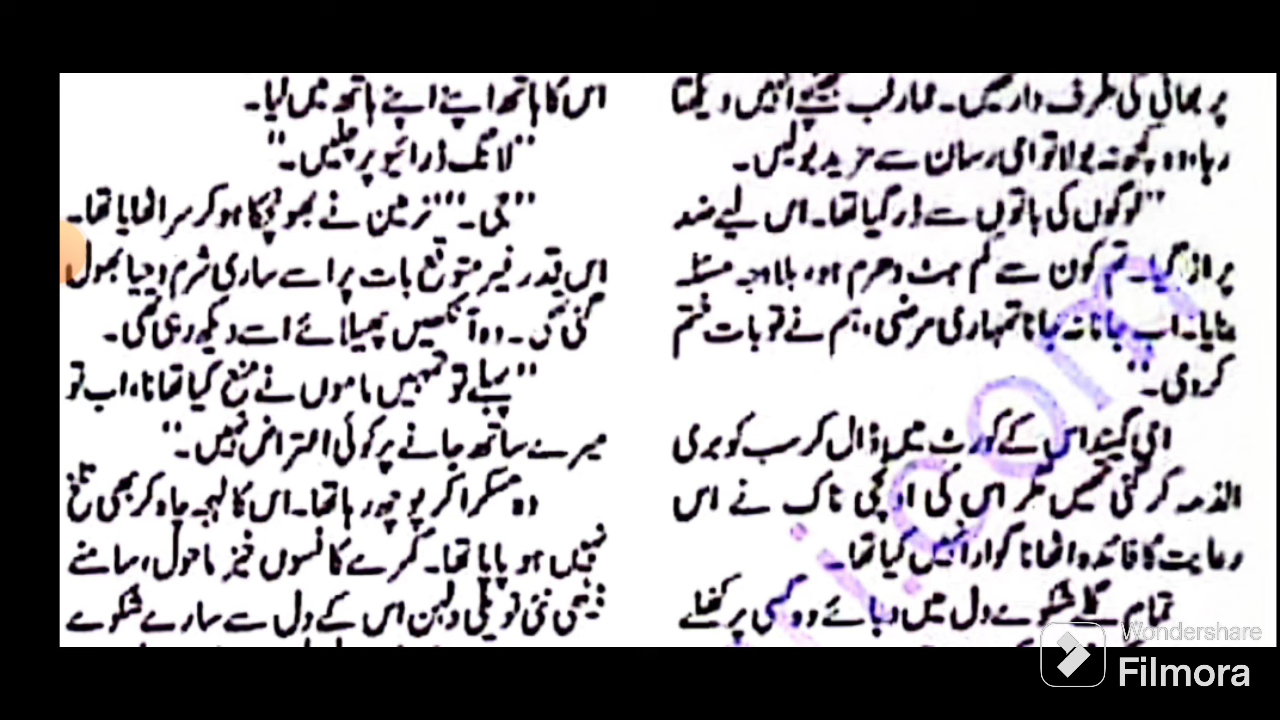 پر بھائی کی طرف دار تھیں۔ عمار لب بھینچے انہیں دیکھتا
رہا، وہ کچھ نہ بولا تو امی رسان سے مزید بولیں۔
”لوگوں کی باتوں سے ڈر گیا تھا۔ اس لیے ضد
پر اڑ گیا۔ تم کون سے کم ہٹ دھرم ہو، بلاوجہ مسئلہ
بنایا۔ اب جانا نہ جانا تمہاری مرضی، ہم نے تو بات ختم
کر دی۔“
امی گیند اس کے کورٹ میں ڈال کر سب کو بری
الذمہ کر گئی تھیں مگر اس کی اونچی ناک نے اس
رعایت کا فائدہ اٹھانا گوارا نہیں کیا تھا۔
تمام گلے شکوے دل میں دبائے وہ کسی پر کھلے
اس کا ہاتھ اپنے اپنے ہاتھ میں لیا۔
”لانگ ڈرائیو پر چلیں۔“
”جی۔“ نرمین نے بھونچکا ہو کر سر اٹھایا تھا۔
اس قدر غیر متوقع بات پر اسے ساری شرم و حیا بھول
گئی تھی۔ وہ آنکھیں پھیلائے اسے دیکھ رہی تھی۔
”پہلے تو تمہیں ماموں نے منع کیا تھا نا، اب تو
میرے ساتھ جانے پر کوئی اعتراض نہیں۔“
وہ مسکرا کر پوچھ رہا تھا۔ اس کا لہجہ چاہ کر بھی تلخ
نہیں ہو پایا تھا۔ کمرے کا فسوں خیز ماحول، سامنے
بیٹھی نئی نویلی دلہن اس کے دل سے سارے شکوے
Wondershare
Filmora